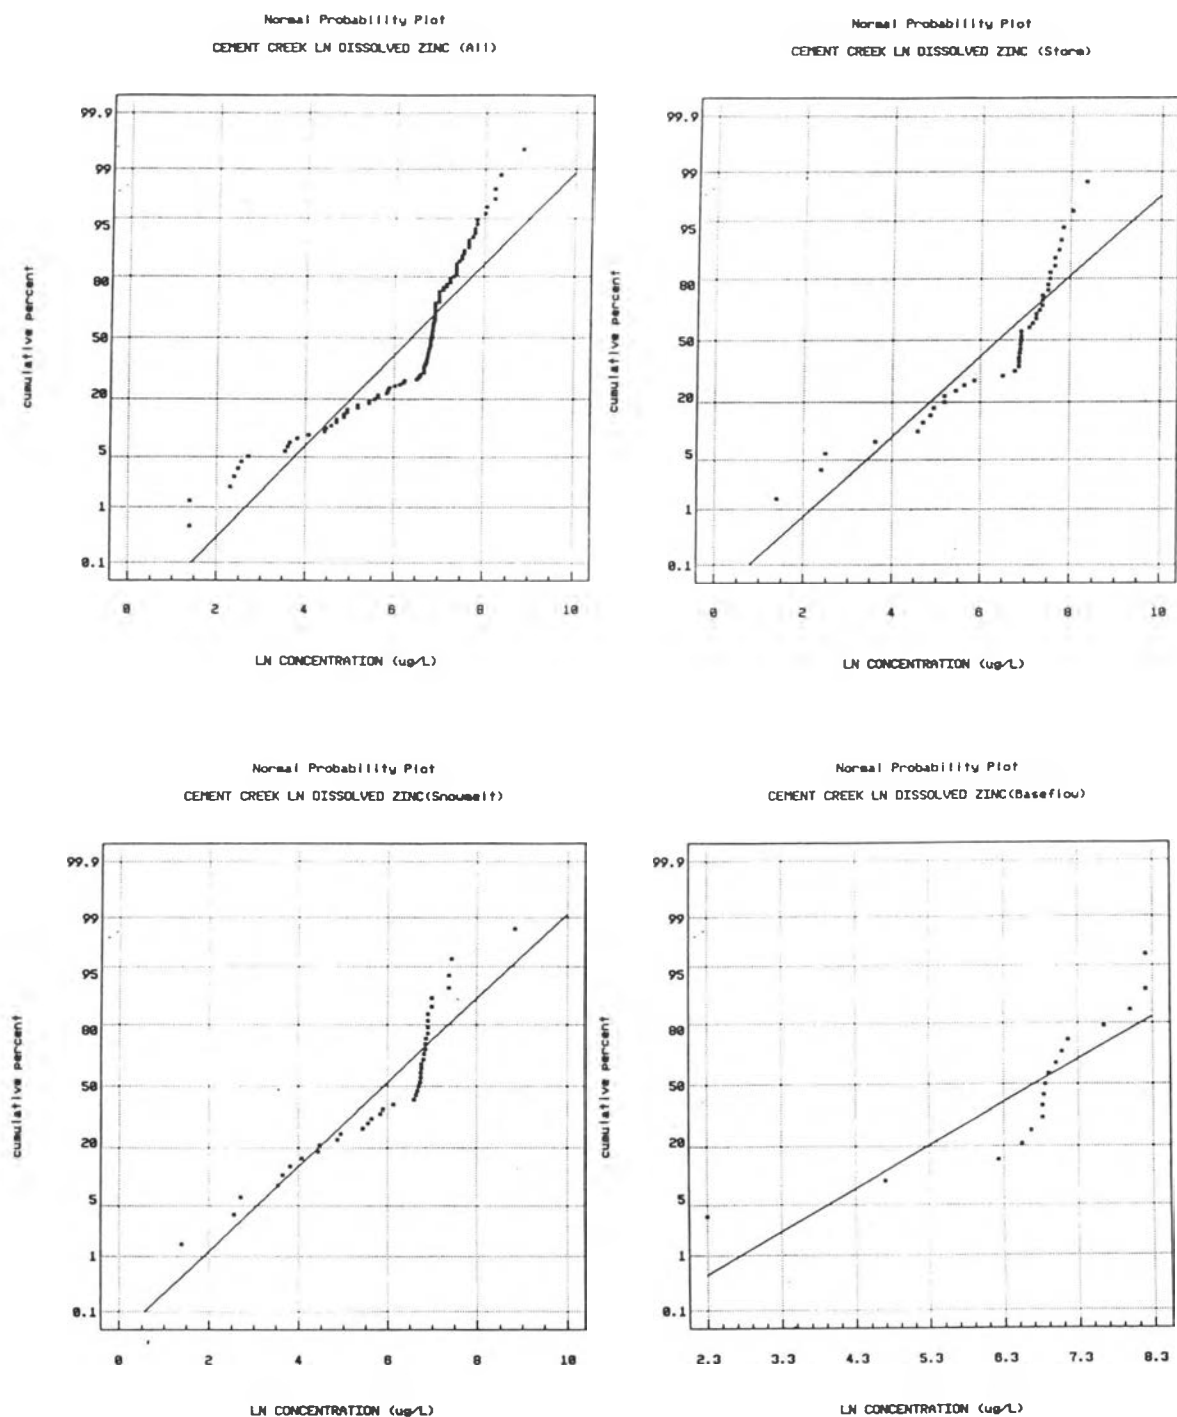 Normal Probability Plot
CEMENT CREEK LN DISSOLVED ZINC (All)
99.9
99
95
80
50
20
5
1
0.1
cumulative percent
0 2 4 6 8 10
LN CONCENTRATION (ug/L)
Normal Probability Plot
CEMENT CREEK LN DISSOLVED ZINC (Storm)
99.9
99
95
80
50
20
5
1
0.1
cumulative percent
0 2 4 6 8 10
LN CONCENTRATION (ug/L)
Normal Probability Plot
CEMENT CREEK LN DISSOLVED ZINC(Snowmelt)
99.9
99
95
80
50
20
5
1
0.1
cumulative percent
0 2 4 6 8 10
LN CONCENTRATION (ug/L)
Normal Probability Plot
CEMENT CREEK LN DISSOLVED ZINC(Baseflow)
99.9
99
95
80
50
20
5
1
0.1
cumulative percent
2.3 3.3 4.3 5.3 6.3 7.3 8.3
LN CONCENTRATION (ug/L)